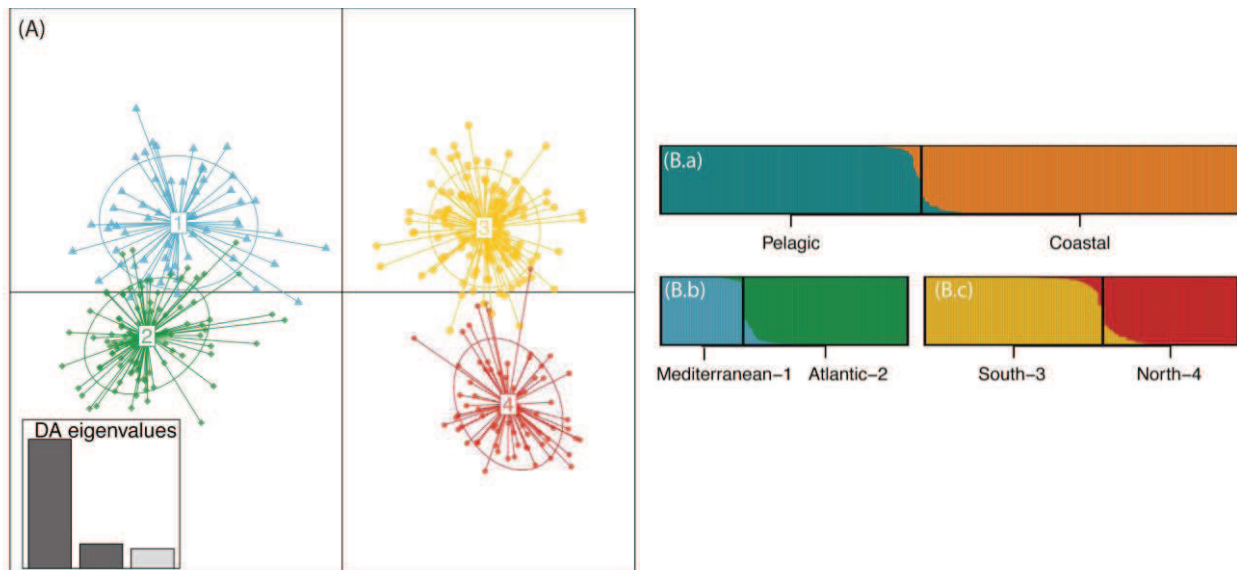 (A)
1
2
3
4
DA eigenvalues
(B.a)
Pelagic
Coastal
(B.b)
(B.c)
Mediterranean−1
Atlantic−2
South−3
North−4